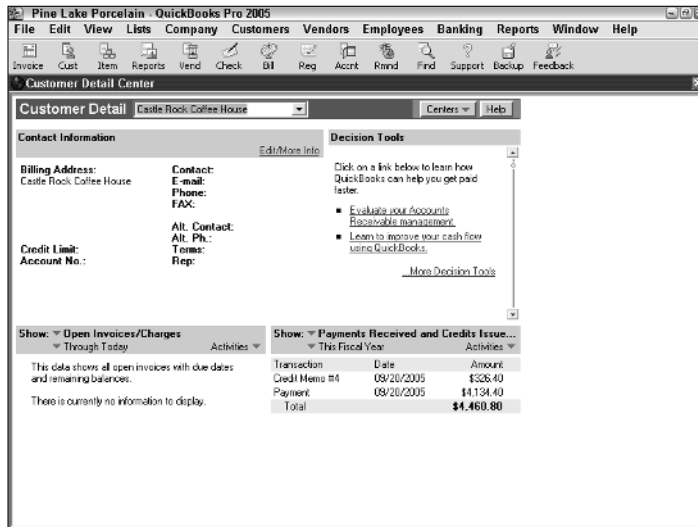 Pine Lake Porcelain - QuickBooks Pro 2005
File Edit View Lists Company Customers Vendors Employees Banking Reports Window Help
Invoice Cust Item Reports Vend Check Bill Reg Accnt Rmnd Find Support Backup Feedback
Customer Detail Center
Customer Detail Castle Rock Coffee House Centers Help
Contact Information
Edit/More Info
Billing Address:
Castle Rock Coffee House
Credit Limit:
Account No.:
Contact:
E-mail:
Phone:
FAX:
Alt. Contact:
Alt. Ph.:
Terms:
Rep:
Decision Tools
Click on a link below to learn how
QuickBooks can help you get paid
faster.
Evaluate your Accounts
Receivable management.
Learn to improve your cash flow
using QuickBooks.
...More Decision Tools
Show: Open Invoices/Charges
Through Today Activities
This data shows all open invoices with due dates
and remaining balances.
There is currently no information to display.
Show: Payments Received and Credits Issue...
This Fiscal Year Activities
Transaction Date Amount
Credit Memo #4 09/20/2005 $326.40
Payment 09/20/2005 $4,134.40
Total $4,460.80